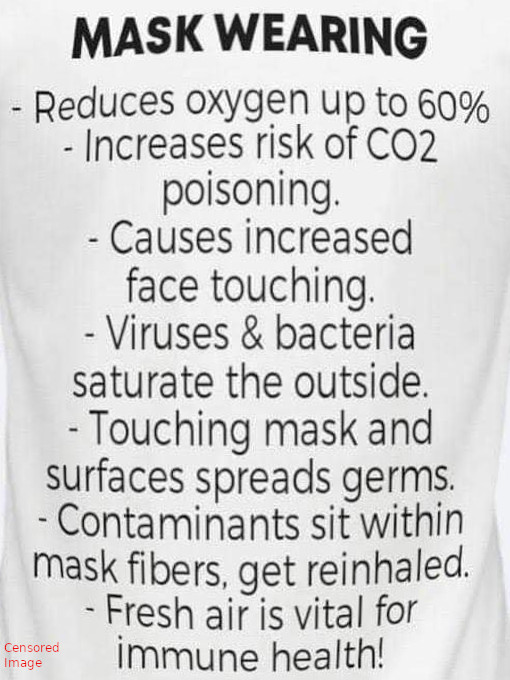 MASK WEARING
- Reduces oxygen up to 60%
- Increases risk of CO2
poisoning.
- Causes increased
face touching.
- Viruses & bacteria
saturate the outside.
- Touching mask and
surfaces spreads germs.
- Contaminants sit within
mask fibers, get reinhaled.
- Fresh air is vital for
immune health!
Censored
Image